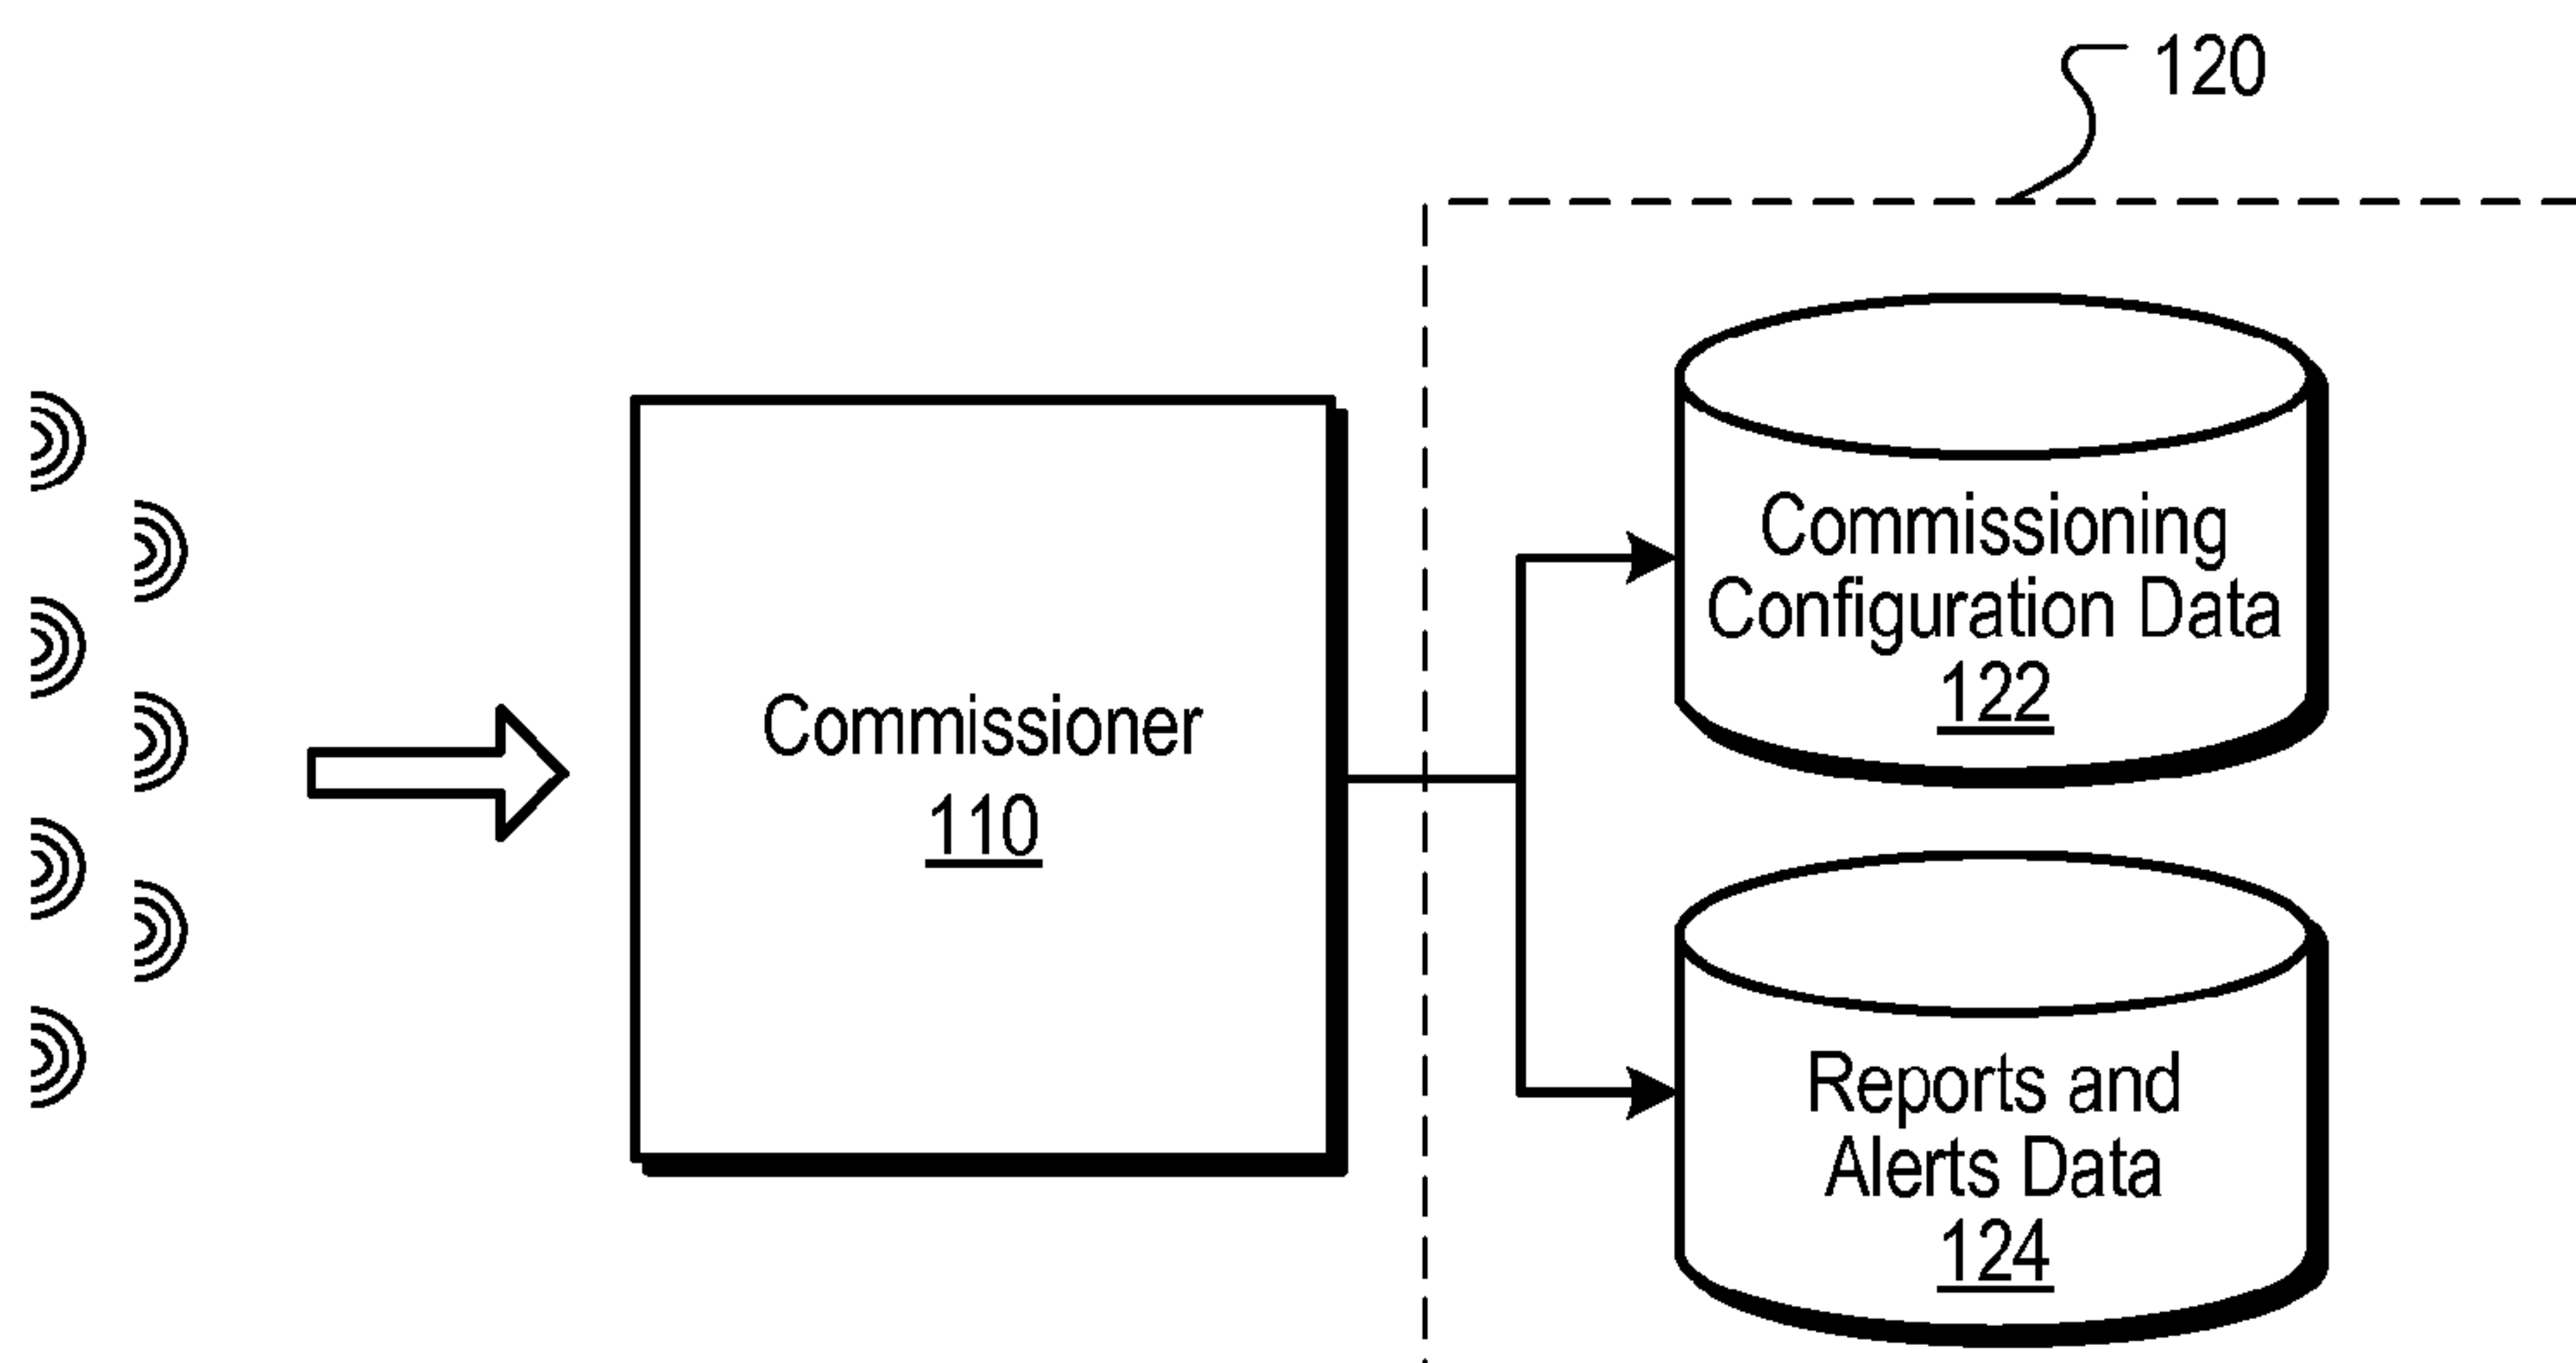 120
Commissioning
Configuration Data
122
Commissioner
110
Reports and
Alerts Data
124